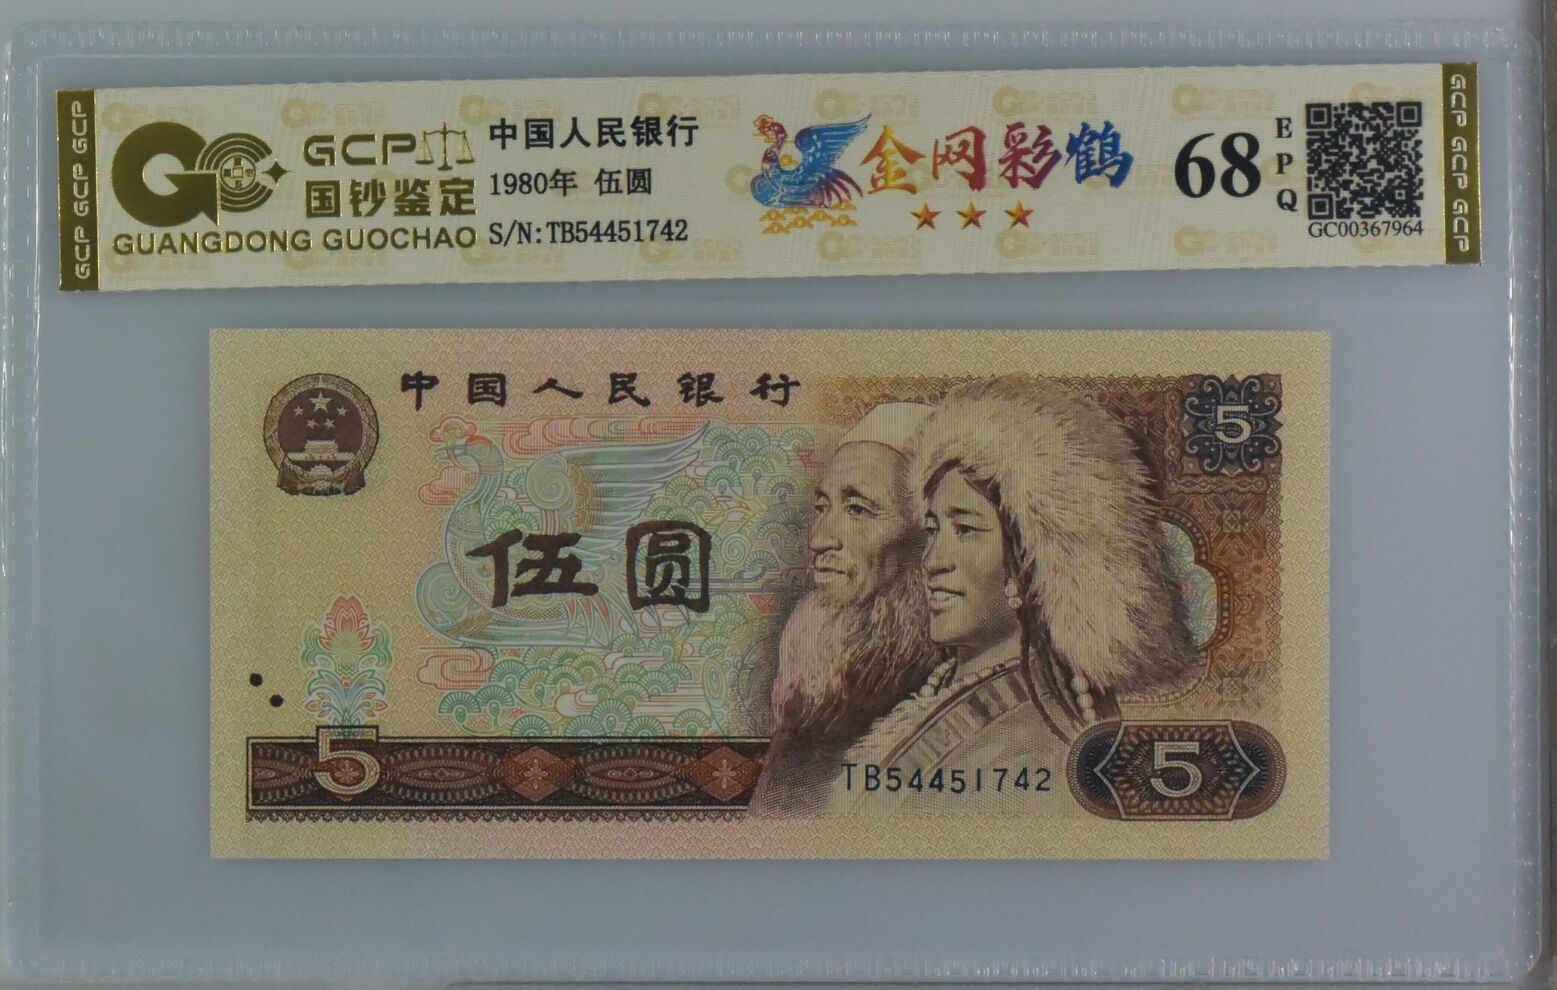 GCP GCP GCP
GCP
国钞鉴定
GUANGDONG GUOCHAO
中国人民银行
1980年 伍圆
S/N:TB54451742
金网彩鹤
68
EPQ
GC00367964
GCP GCP GCP
中国人民银行
5
伍圆
5
TB54451742
5